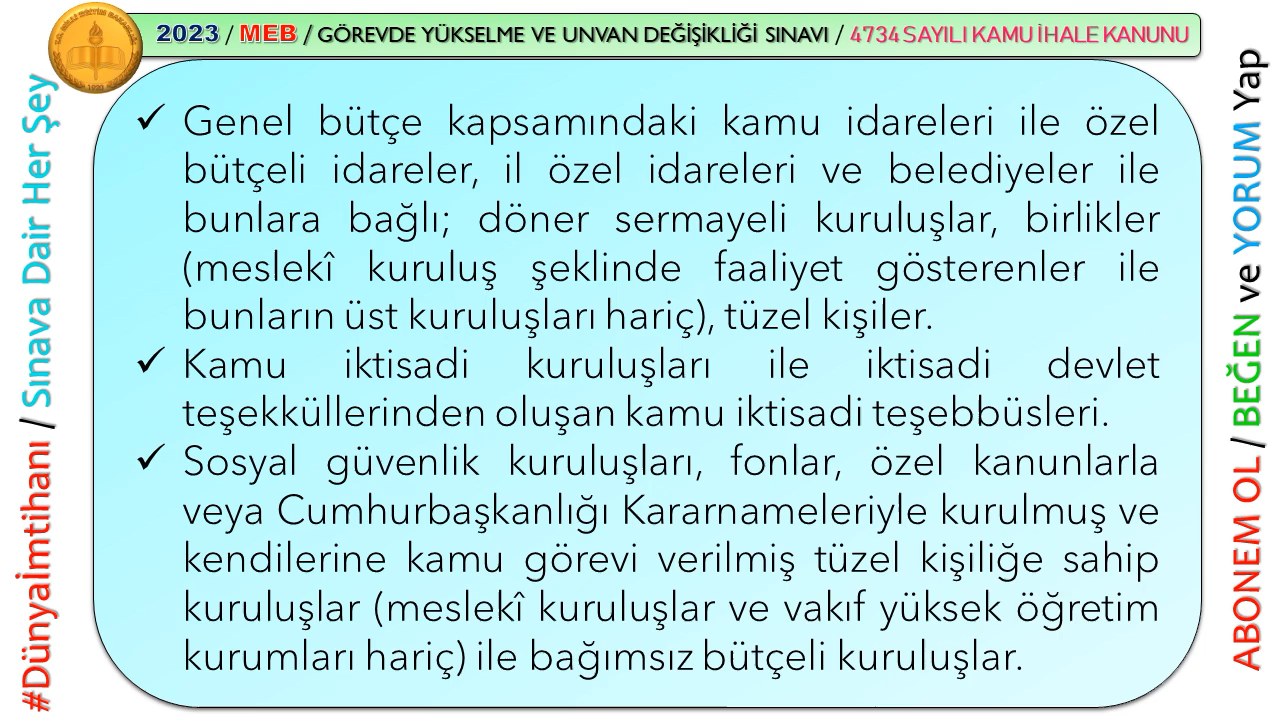 2023 / MEB / GÖREVDE YÜKSELME VE UNVAN DEĞİŞİKLİĞİ SINAVI / 4734 SAYILI KAMU İHALE KANUNU
✓ Genel bütçe kapsamındaki kamu idareleri ile özel
bütçeli idareler, il özel idareleri ve belediyeler ile
bunlara bağlı; döner sermayeli kuruluşlar, birlikler
(meslekî kuruluş şeklinde faaliyet gösterenler ile
bunların üst kuruluşları hariç), tüzel kişiler.
✓ Kamu iktisadi kuruluşları ile iktisadi devlet
teşekküllerinden oluşan kamu iktisadi teşebbüsleri.
✓ Sosyal güvenlik kuruluşları, fonlar, özel kanunlarla
veya Cumhurbaşkanlığı Kararnameleriyle kurulmuş ve
kendilerine kamu görevi verilmiş tüzel kişiliğe sahip
kuruluşlar (meslekî kuruluşlar ve vakıf yüksek öğretim
kurumları hariç) ile bağımsız bütçeli kuruluşlar.
#Dünyaİmtihanı / Sınava Dair Her Şey
ABONEM OL / BEĞEN ve YORUM Yap